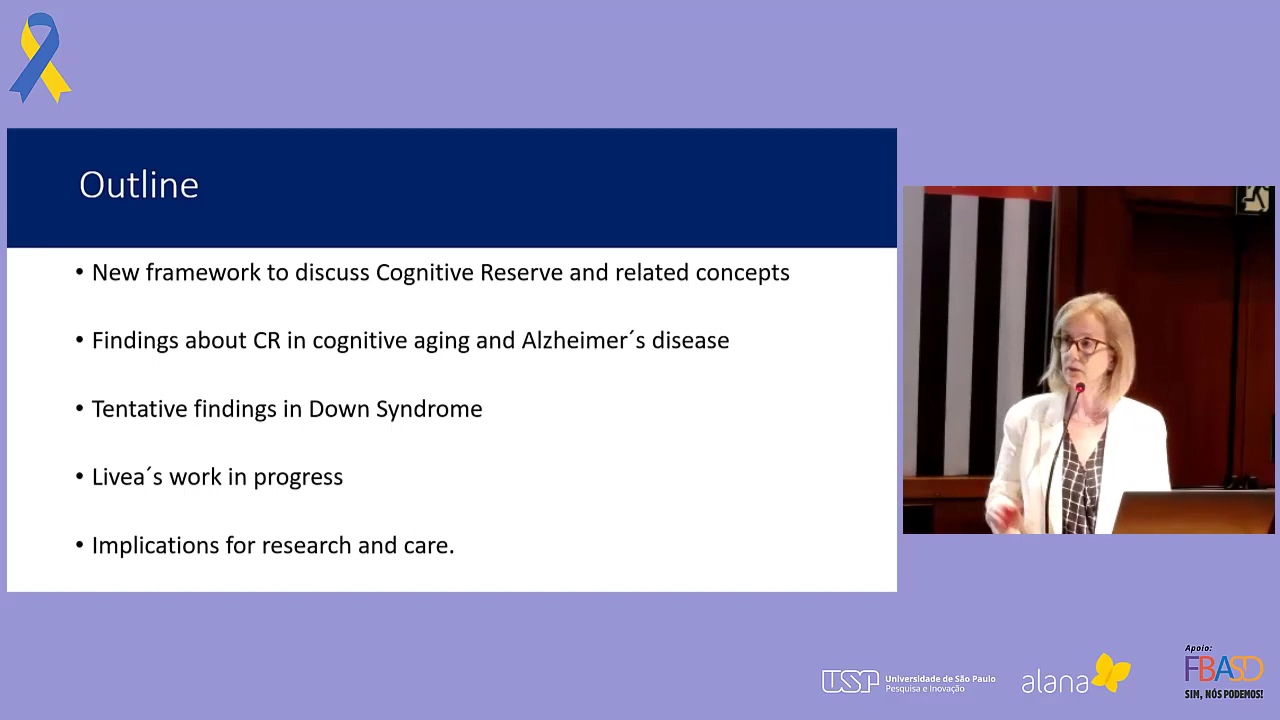 Outline
• New framework to discuss Cognitive Reserve and related concepts
• Findings about CR in cognitive aging and Alzheimer´s disease
• Tentative findings in Down Syndrome
• Livea´s work in progress
• Implications for research and care.
USP Universidade de São Paulo
Pesquisa e Inovação
alana
Apoio:
FBASD
SIM, NÓS PODEMOS!